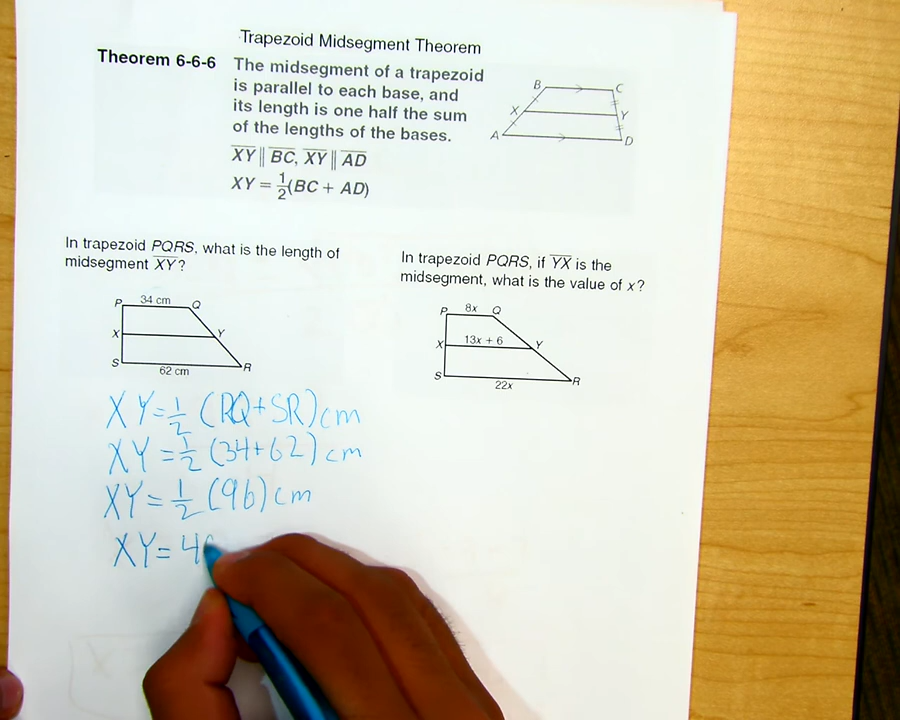 Trapezoid Midsegment Theorem
Theorem 6-6-6
The midsegment of a trapezoid
is parallel to each base, and
its length is one half the sum
of the lengths of the bases.
XY || BC, XY || AD
XY = 1/2(BC + AD)
B C
X Y
A D
In trapezoid PQRS, what is the length of
midsegment XY?
P 34 cm Q
X Y
S R
62 cm
XY = 1/2 (PQ + SR) cm
XY = 1/2 (34 + 62) cm
XY = 1/2 (96) cm
XY = 4
In trapezoid PQRS, if YX is the
midsegment, what is the value of x?
P 8x Q
X 13x + 6 Y
S R
22x